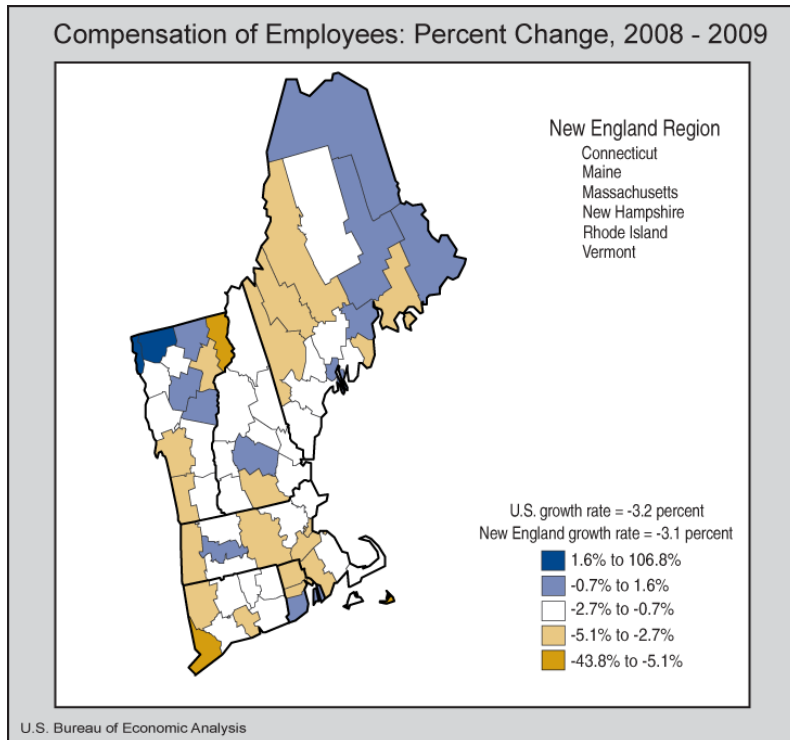 Compensation of Employees: Percent Change, 2008 - 2009
New England Region
Connecticut
Maine
Massachusetts
New Hampshire
Rhode Island
Vermont
U.S. growth rate = -3.2 percent
New England growth rate = -3.1 percent
1.6% to 106.8%
-0.7% to 1.6%
-2.7% to -0.7%
-5.1% to -2.7%
-43.8% to -5.1%
U.S. Bureau of Economic Analysis